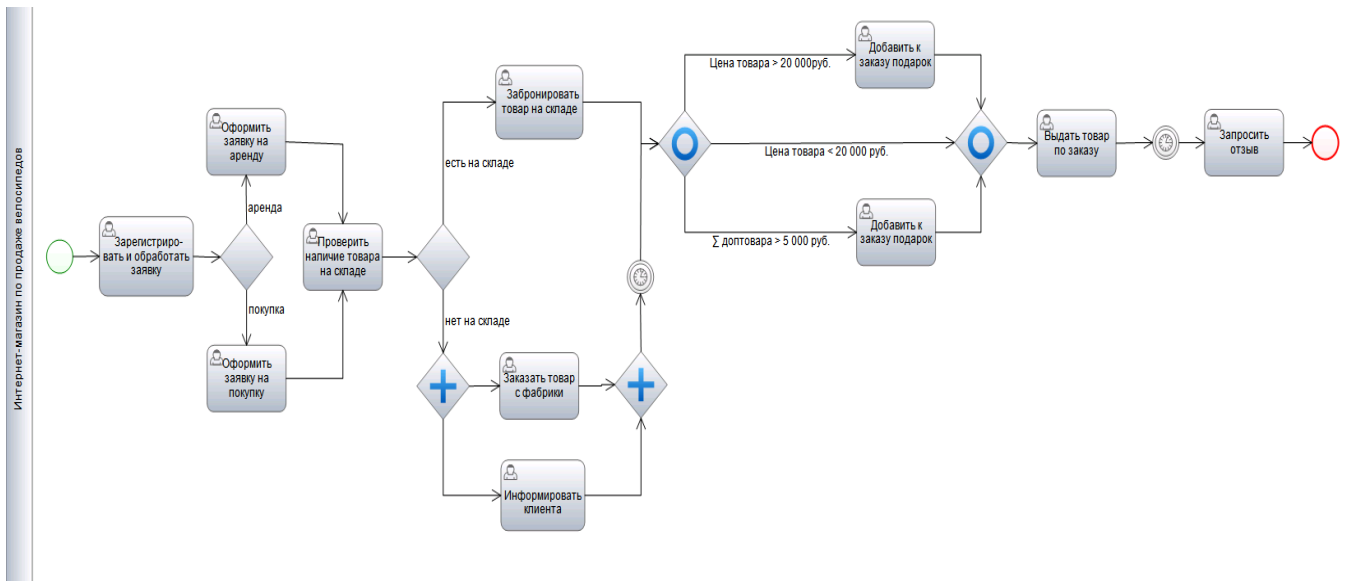 Интернет-магазин по продаже велосипедов
Зарегистриро-
вать и обработать
заявку
аренда
покупка
Оформить
заявку на
аренду
Оформить
заявку на
покупку
Проверить
наличие товара
на складе
есть на складе
нет на складе
Забронировать
товар на складе
Заказать товар
с фабрики
Информировать
клиента
Цена товара > 20 000руб.
Цена товара < 20 000 руб.
∑ доптовара > 5 000 руб.
Добавить к
заказу подарок
Добавить к
заказу подарок
Выдать товар
по заказу
Запросить
отзыв